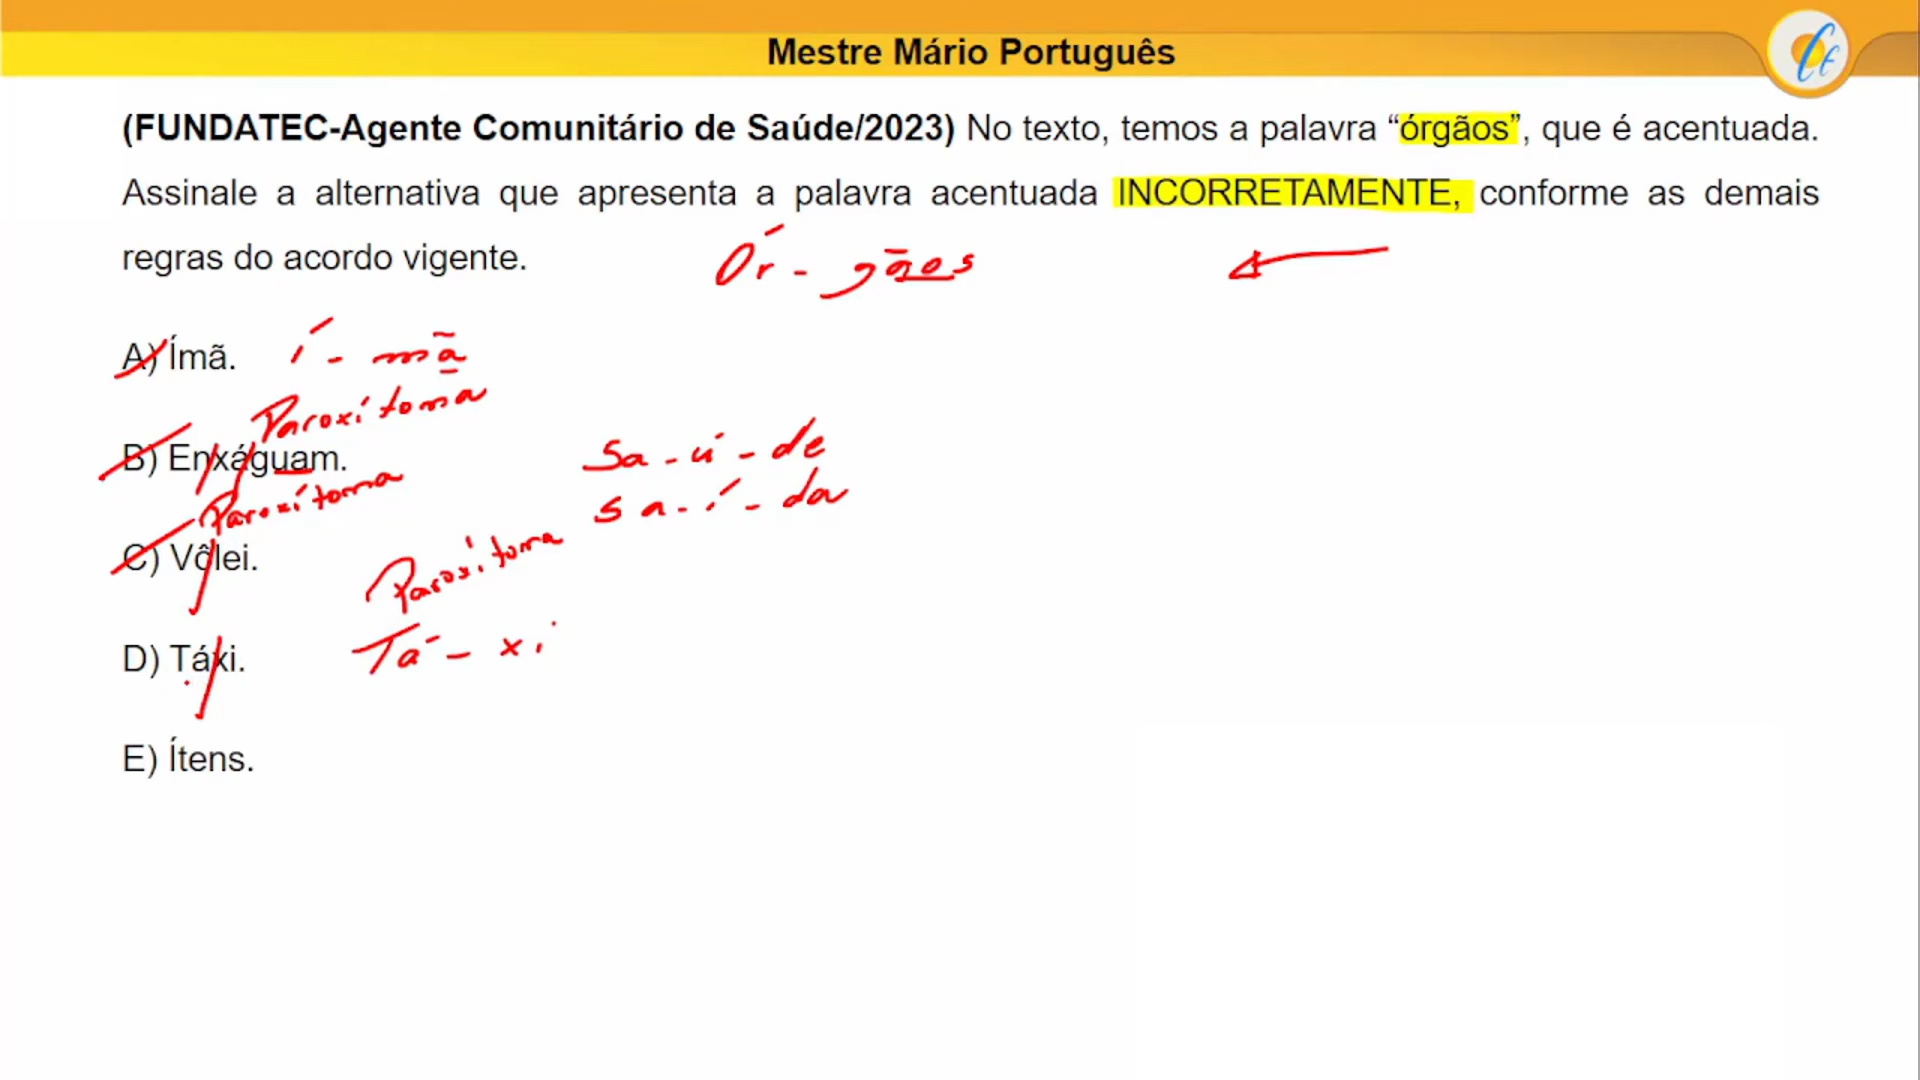 Mestre Mário Português
(FUNDATEC-Agente Comunitário de Saúde/2023) No texto, temos a palavra “órgãos”, que é acentuada.
Assinale a alternativa que apresenta a palavra acentuada INCORRETAMENTE, conforme as demais
regras do acordo vigente.
Ór - gãos
A) Ímã.
í - mã
Paroxítona
B) Enxáguam.
Sa - ú - de
Paroxítona
sa - í - da
C) Vôlei.
Paroxítona
D) Táxi.
Tá - xi
E) Ítens.